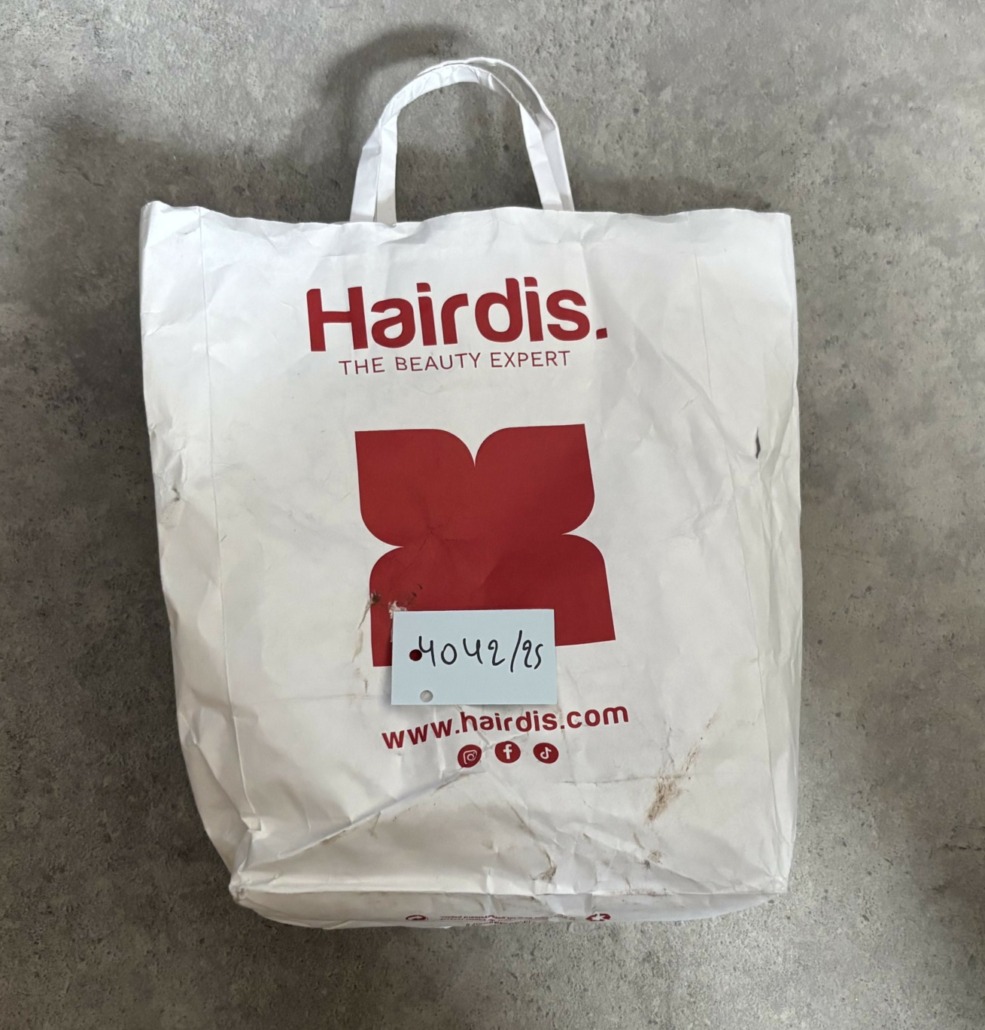 Hairdis.
THE BEAUTY EXPERT
4042/25
www.hairdis.com